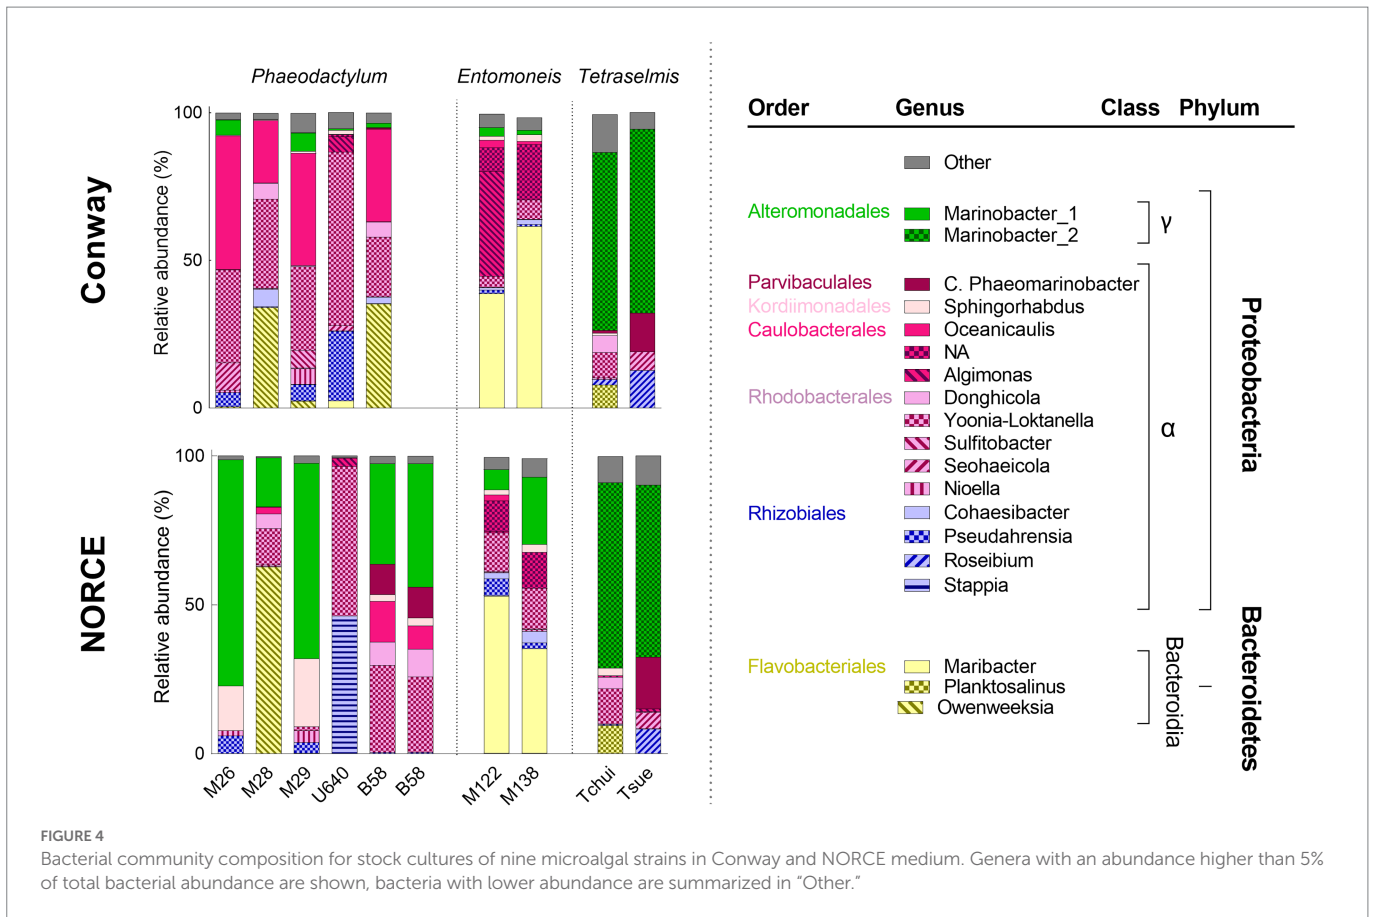 Phaeodactylum
Entomoneis
Tetraselmis
Conway
Relative abundance (%)
100
50
0
NORCE
Relative abundance (%)
100
50
0
M26
M28
M29
U640
B58
B58
M122
M138
Tchui
Tsue
Order Genus Class Phylum
Other
Alteromonadales
Marinobacter_1
Marinobacter_2
γ
Parvibaculales
C. Phaeomarinobacter
Kordiimonadales
Sphingorhabdus
Caulobacterales
Oceanicaulis
NA
Algimonas
Rhodobacterales
Donghicola
Yoonia-Loktanella
Sulfitobacter
Seohaeicola
Nioella
α
Rhizobiales
Cohaesibacter
Pseudahrensia
Roseibium
Stappia
Proteobacteria
Flavobacteriales
Maribacter
Planktosalinus
Owenweeksia
Bacteroidia
Bacteroidetes
FIGURE 4
Bacterial community composition for stock cultures of nine microalgal strains in Conway and NORCE medium. Genera with an abundance higher than 5%
of total bacterial abundance are shown, bacteria with lower abundance are summarized in “Other.”